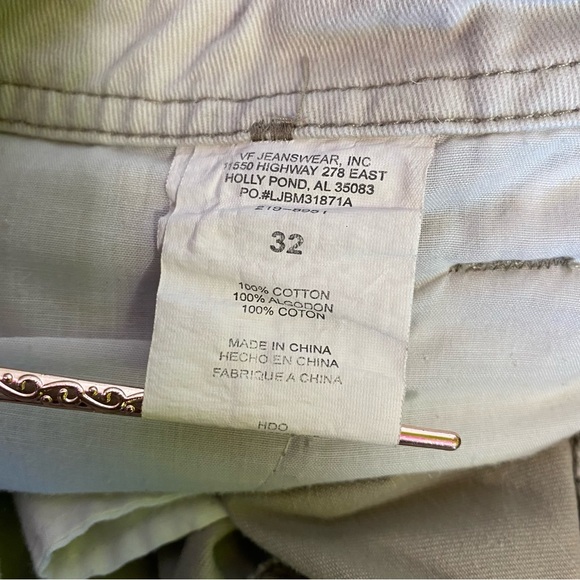 VF JEANSWEAR, INC
11550 HIGHWAY 278 EAST
HOLLY POND, AL 35083
PO.#LJBM31871A
32
100% COTTON
100% ALGODON
100% COTON
MADE IN CHINA
HECHO EN CHINA
FABRIQUE A CHINA
HDO